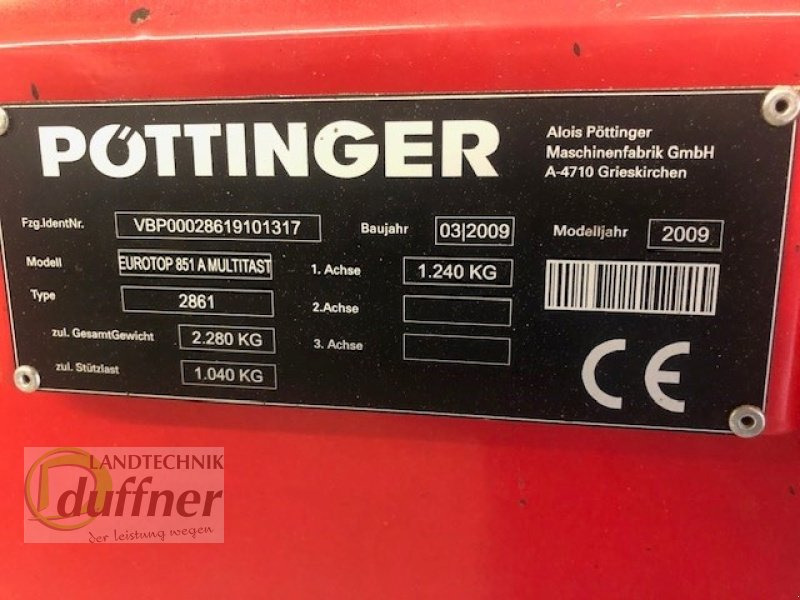 PÖTTINGER
Alois Pöttinger
Maschinenfabrik GmbH
A-4710 Grieskirchen
Fzg.IdentNr. VBP00028619101317 Baujahr 03|2009 Modelljahr 2009
Modell EUROTOP 851 A MULTITAST 1. Achse 1.240 KG
Type 2861 2.Achse
zul. GesamtGewicht 2.280 KG 3. Achse
zul. Stützlast 1.040 KG
CE
LANDTECHNIK
duffner
der leistung wegen